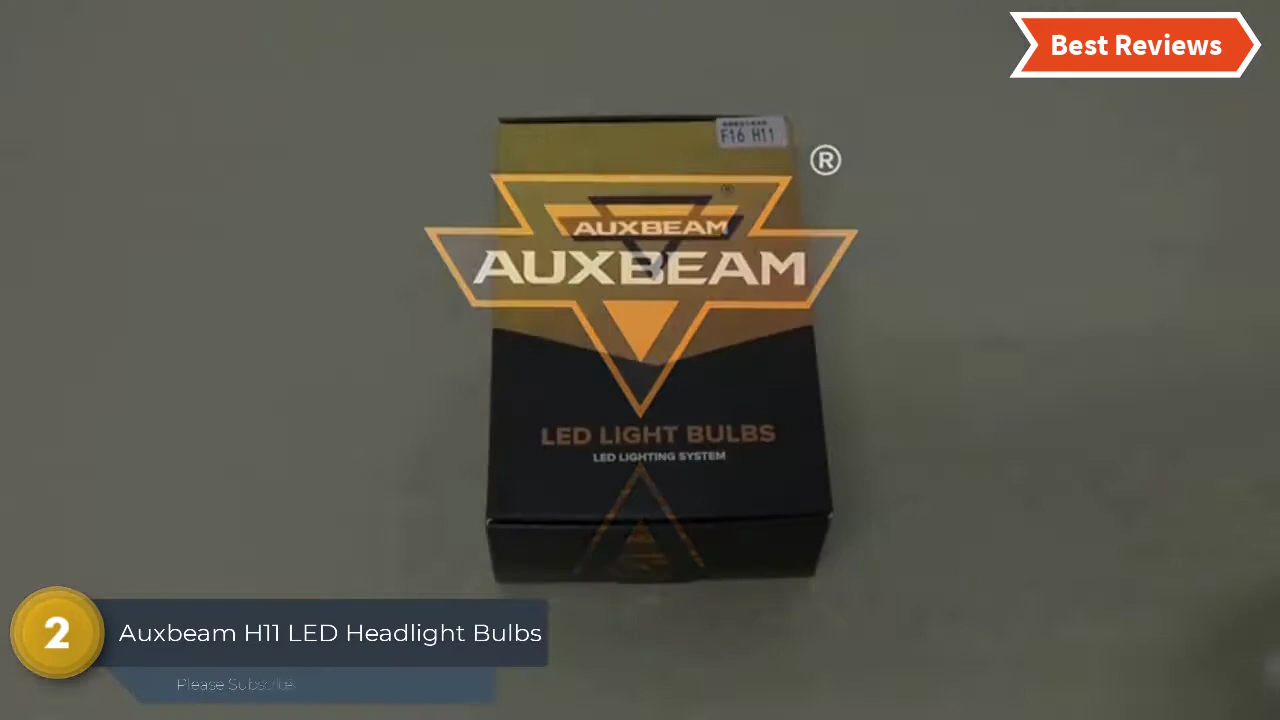 Best Reviews
F16 H11
®
®
AUXBEAM
AUXBEAM
LED LIGHT BULBS
LED LIGHTING SYSTEM
2
Auxbeam H11 LED Headlight Bulbs
Please Subscribe